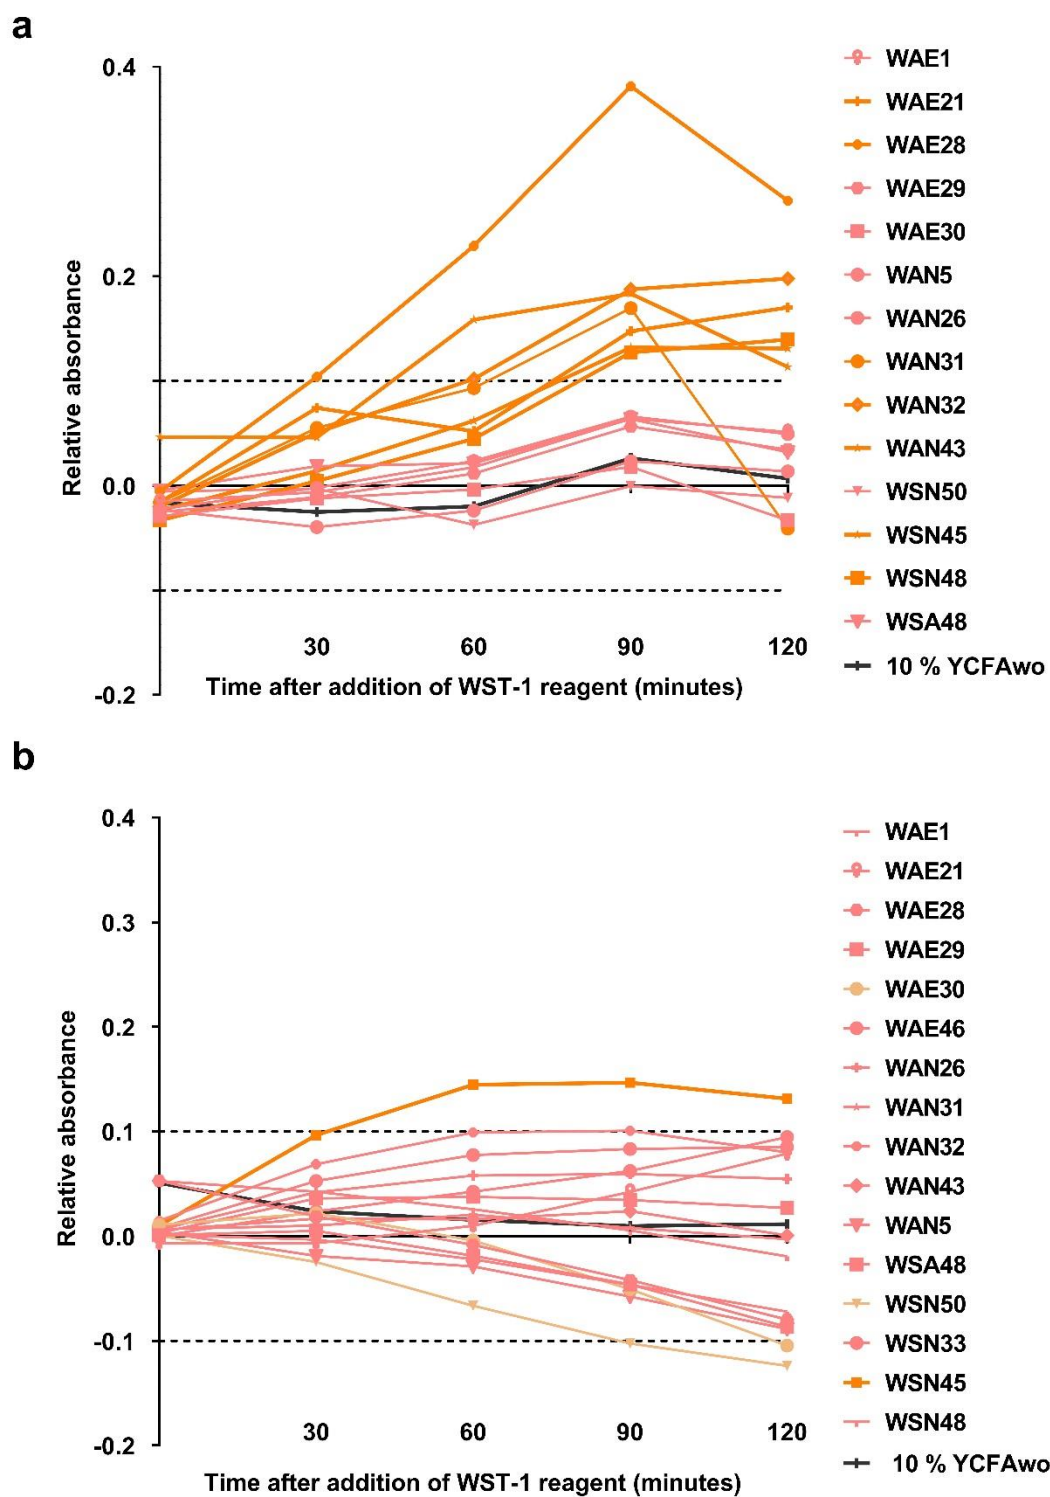 a
0.4
0.2
0.0
-0.2
Relative absorbance
30 60 90 120
Time after addition of WST-1 reagent (minutes)
WAE1
WAE21
WAE28
WAE29
WAE30
WAN5
WAN26
WAN31
WAN32
WAN43
WSN50
WSN45
WSN48
WSA48
10 % YCFAwo
b
0.4
0.3
0.2
0.1
0.0
-0.1
-0.2
Relative absorbance
30 60 90 120
Time after addition of WST-1 reagent (minutes)
WAE1
WAE21
WAE28
WAE29
WAE30
WAE46
WAN26
WAN31
WAN32
WAN43
WAN5
WSA48
WSN50
WSN33
WSN45
WSN48
10 % YCFAwo